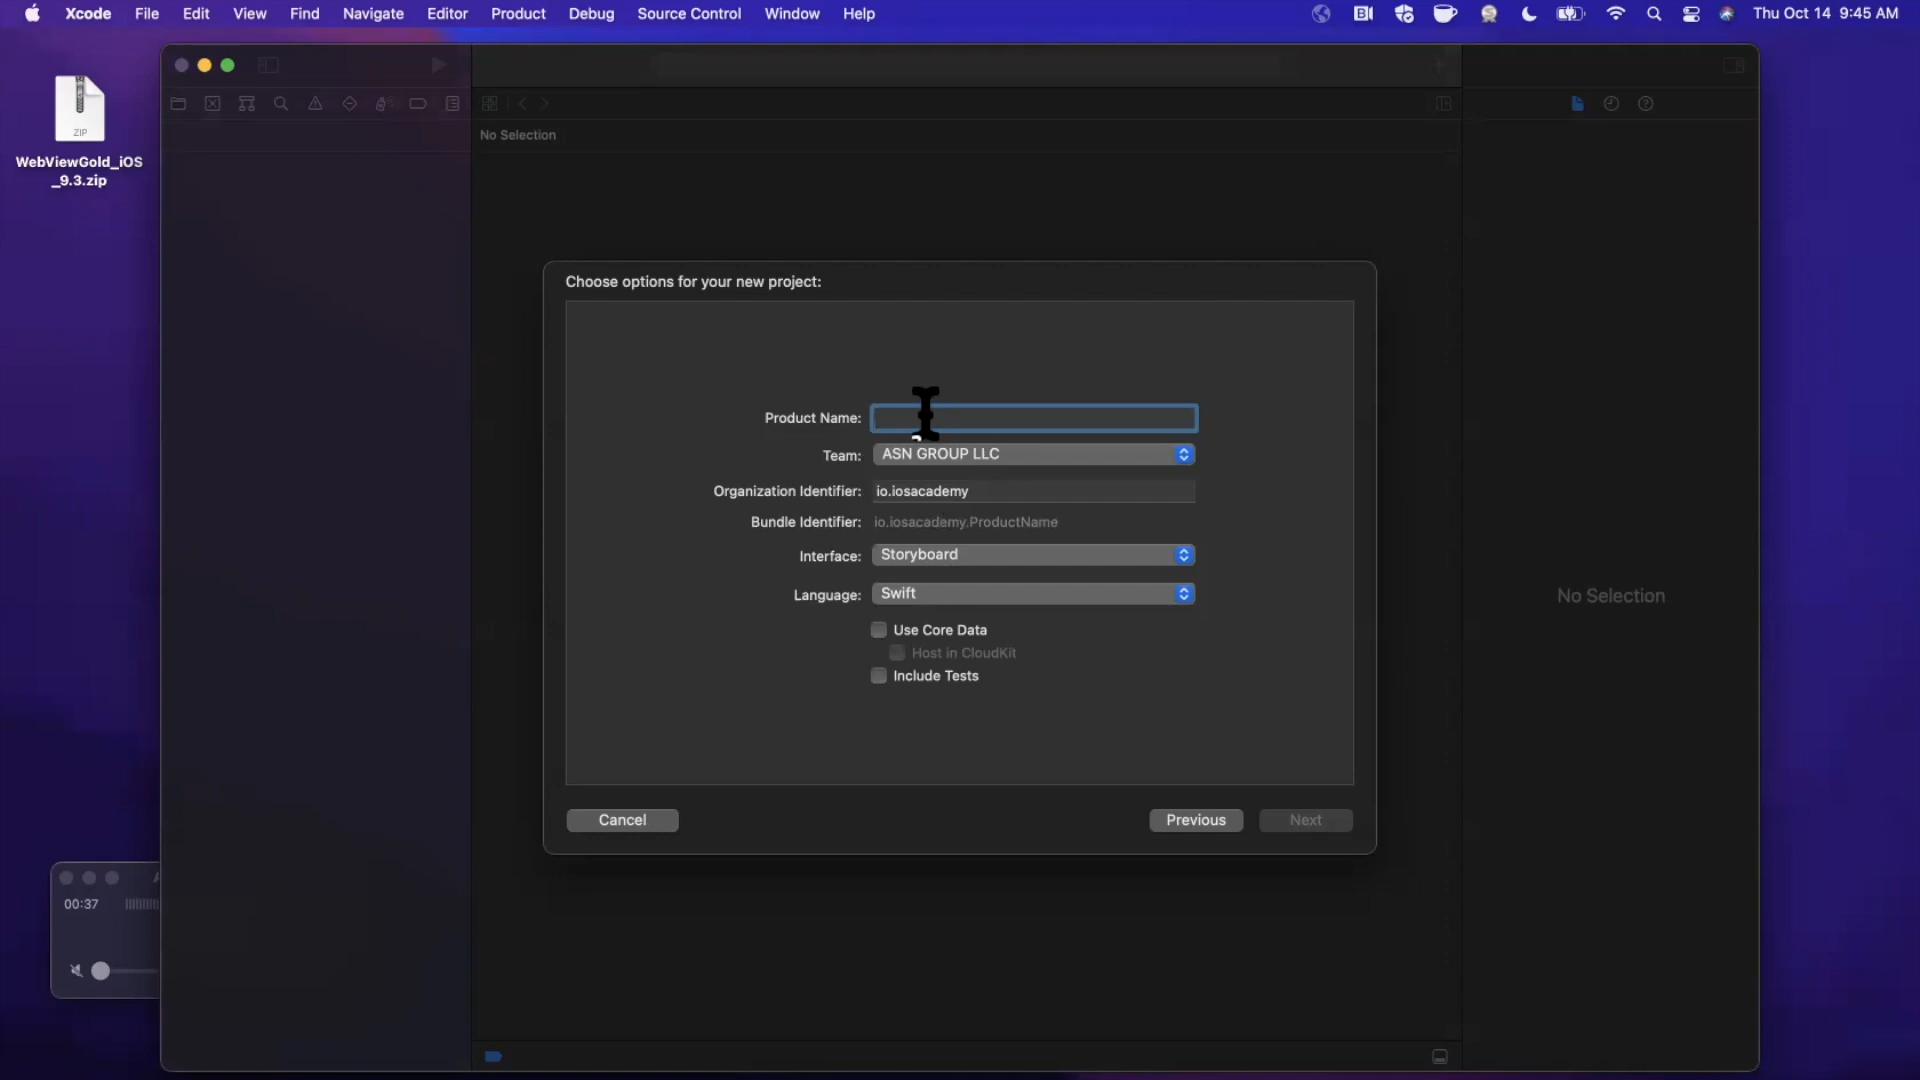 Xcode File Edit View Find Navigate Editor Product Debug Source Control Window Help Thu Oct 14 9:45 AM
ZIP
WebViewGold_iOS
_9.3.zip
No Selection
Choose options for your new project:
Product Name:
Team: ASN GROUP LLC
Organization Identifier: io.iosacademy
Bundle Identifier: io.iosacademy.ProductName
Interface: Storyboard
Language: Swift
Use Core Data
Host in CloudKit
Include Tests
No Selection
Cancel Previous Next
00:37